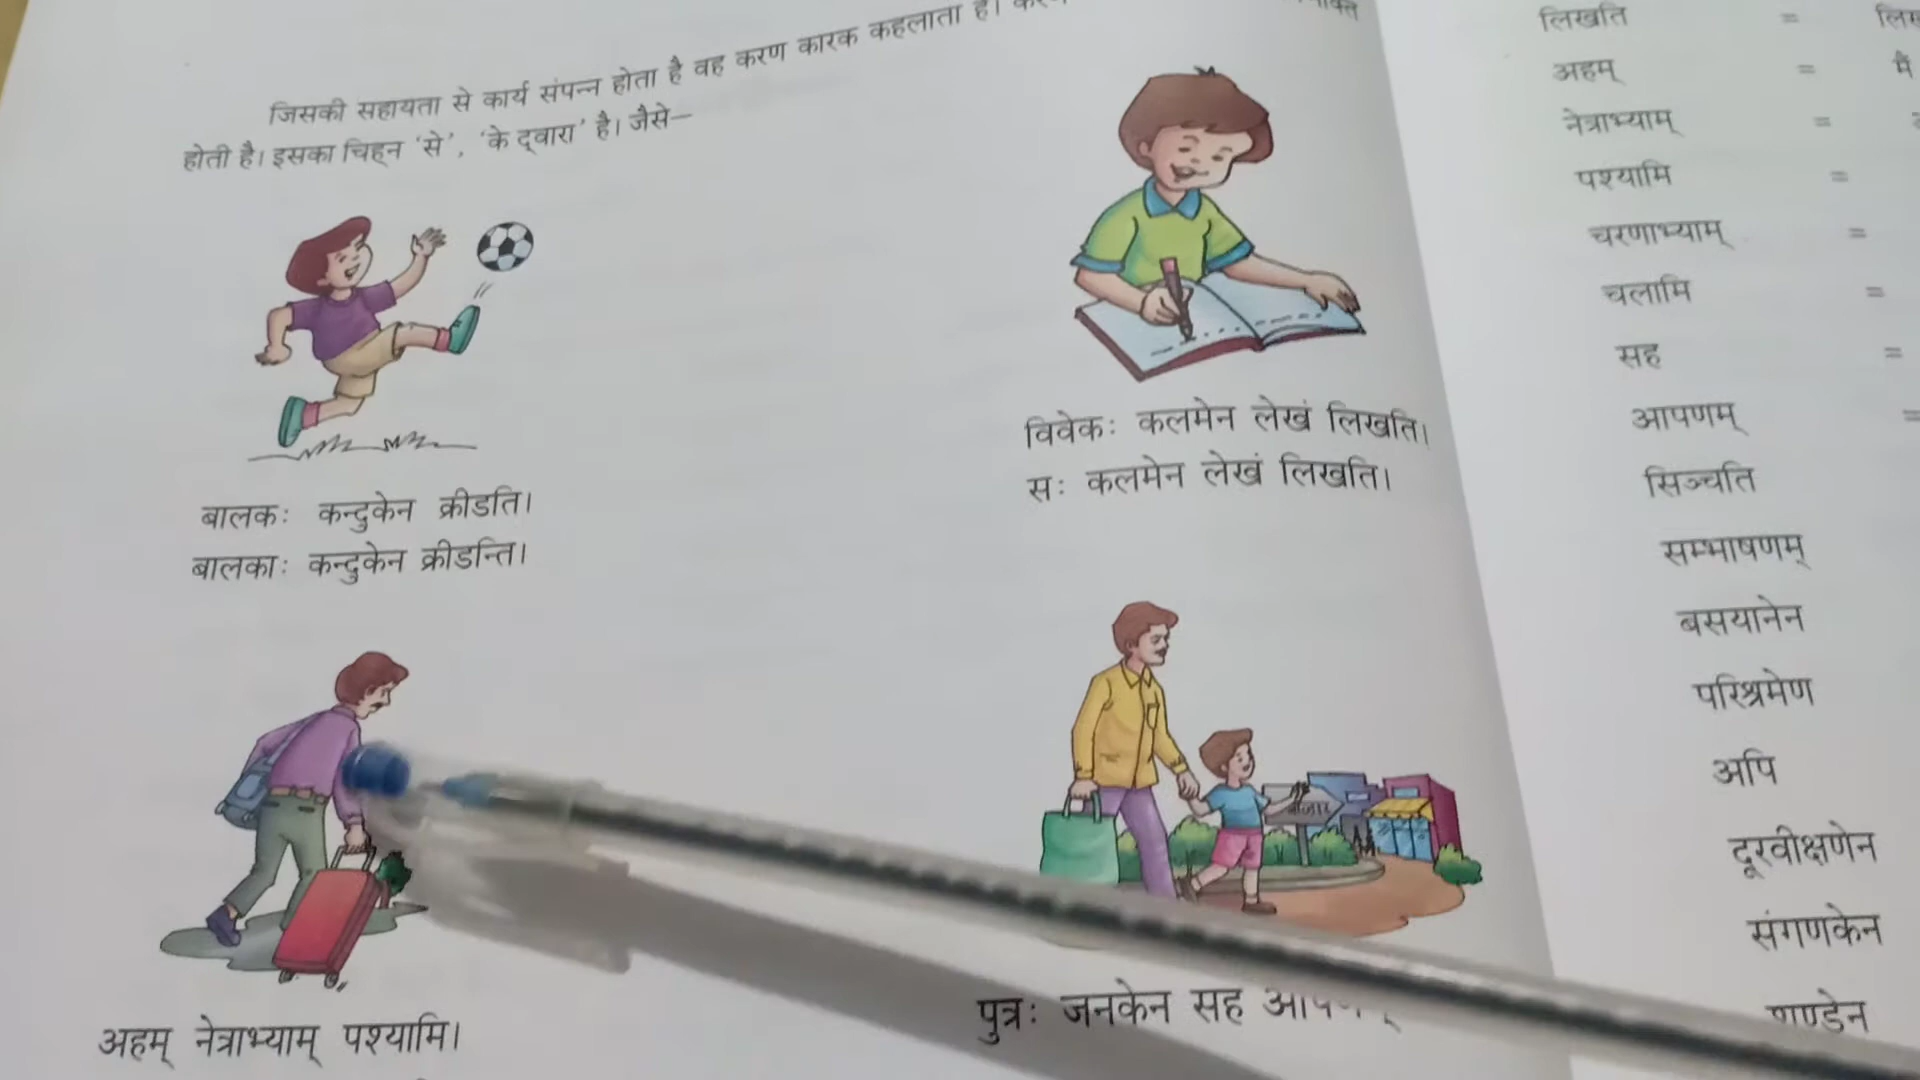 जिसकी सहायता से कार्य संपन्न होता है वह करण कारक कहलाता है।
होती है। इसका चिह्न 'से', 'के द्वारा' है। जैसे—
बालकः कन्दुकेन क्रीडति।
बालकाः कन्दुकेन क्रीडन्ति।
विवेकः कलमेन लेखं लिखति।
सः कलमेन लेखं लिखति।
बाजार
अहम् नेत्राभ्याम् पश्यामि।
पुत्रः जनकेन सह
लिखति =
अहम् = मैं
नेत्राभ्याम् =
पश्यामि =
चरणाभ्याम् =
चलामि =
सह =
आपणम् =
सिञ्चति
सम्भाषणम्
बसयानेन
परिश्रमेण
अपि
दूरवीक्षणेन
संगणकेन